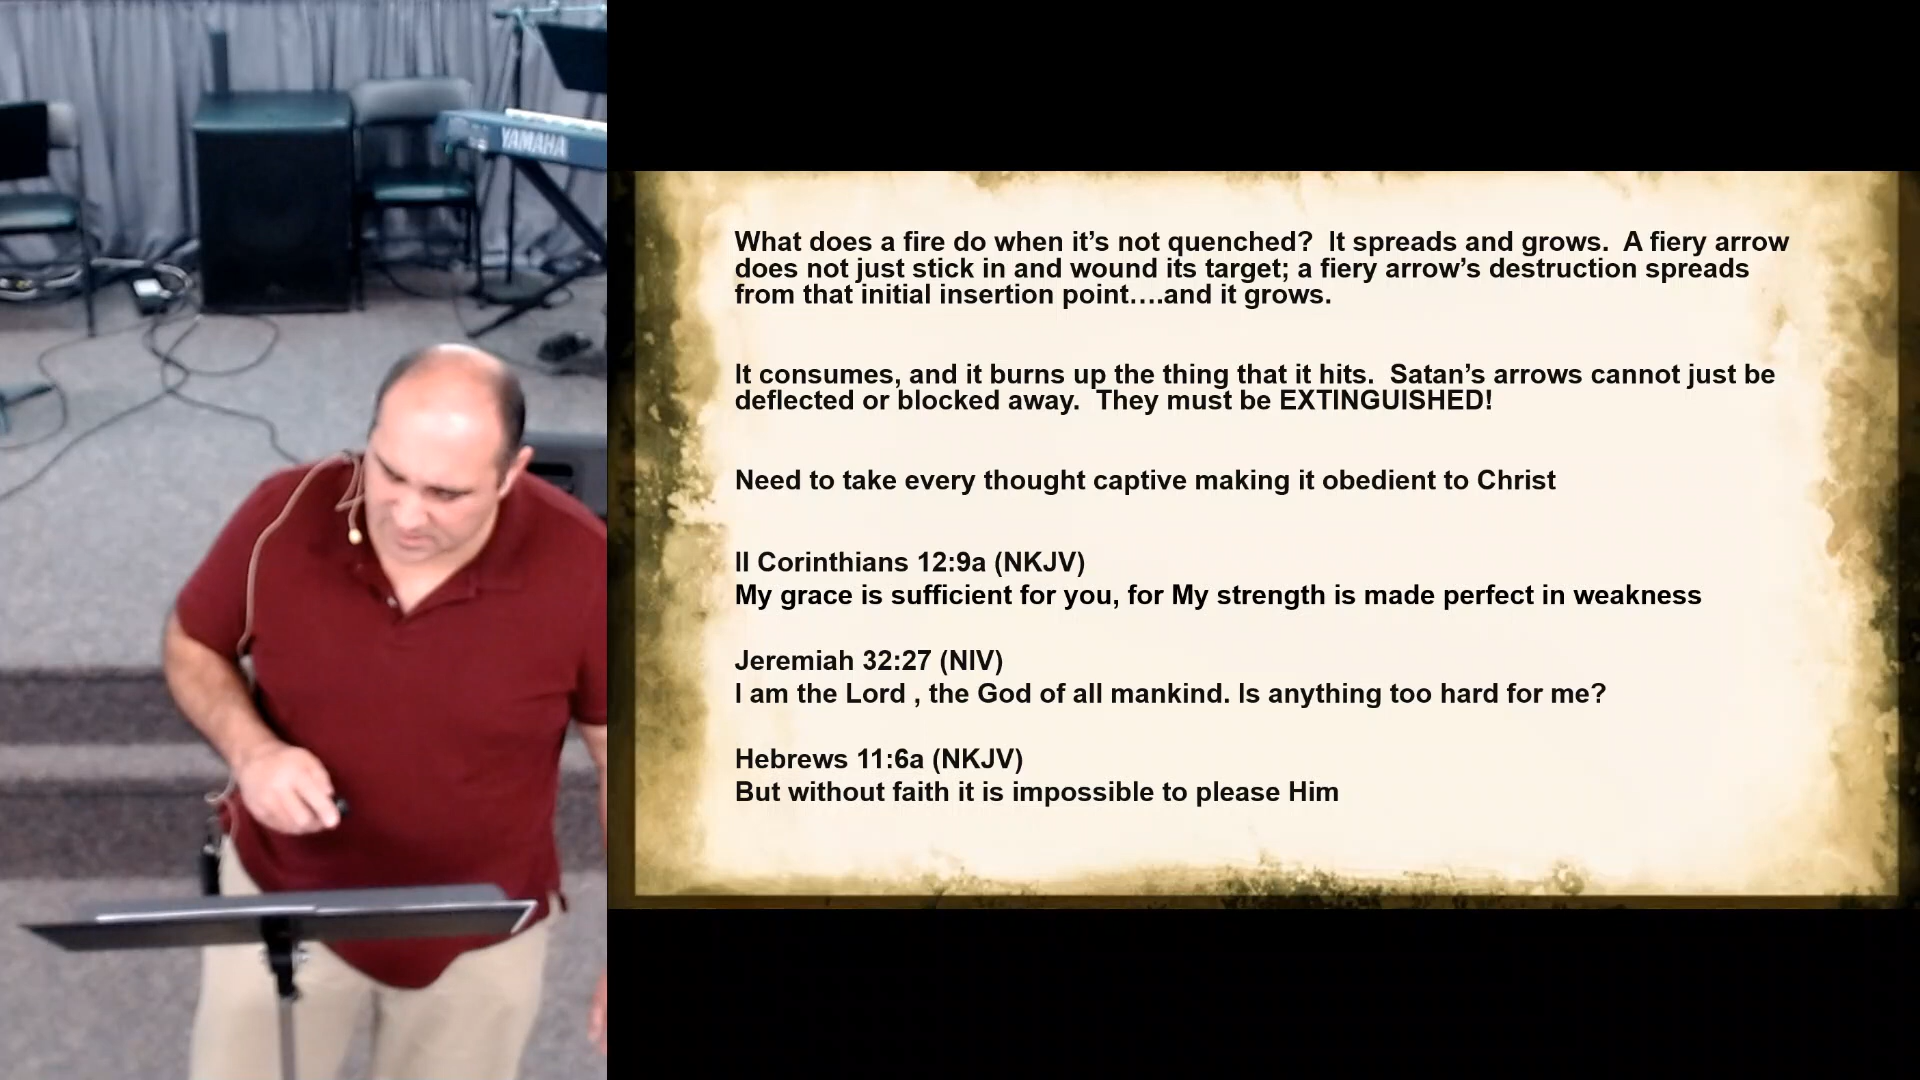 YAMAHA
What does a fire do when it’s not quenched?  It spreads and grows.  A fiery arrow
does not just stick in and wound its target; a fiery arrow’s destruction spreads
from that initial insertion point….and it grows.
It consumes, and it burns up the thing that it hits.  Satan’s arrows cannot just be
deflected or blocked away.  They must be EXTINGUISHED!
Need to take every thought captive making it obedient to Christ
II Corinthians 12:9a (NKJV)
My grace is sufficient for you, for My strength is made perfect in weakness
Jeremiah 32:27 (NIV)
I am the Lord , the God of all mankind. Is anything too hard for me?
Hebrews 11:6a (NKJV)
But without faith it is impossible to please Him